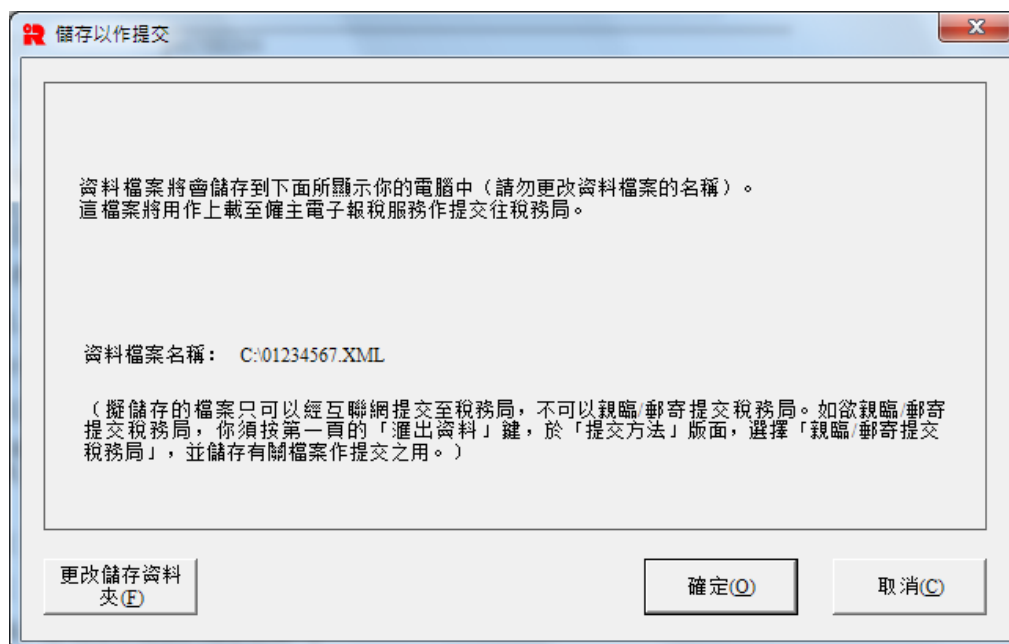 儲存以作提交
資料檔案將會儲存到下面所顯示你的電腦中（請勿更改資料檔案的名稱）。
這檔案將用作上載至僱主電子報稅服務作提交往稅務局。
資料檔案名稱： C:\01234567.XML
（擬儲存的檔案只可以經互聯網提交至稅務局，不可以親臨/郵寄提交稅務局。如欲親臨/郵寄
提交稅務局，你須按第一頁的「滙出資料」鍵，於「提交方法」版面，選擇「親臨/郵寄提交
稅務局」，並儲存有關檔案作提交之用。）
更改儲存資料
夾(F)
確定(O)
取消(C)